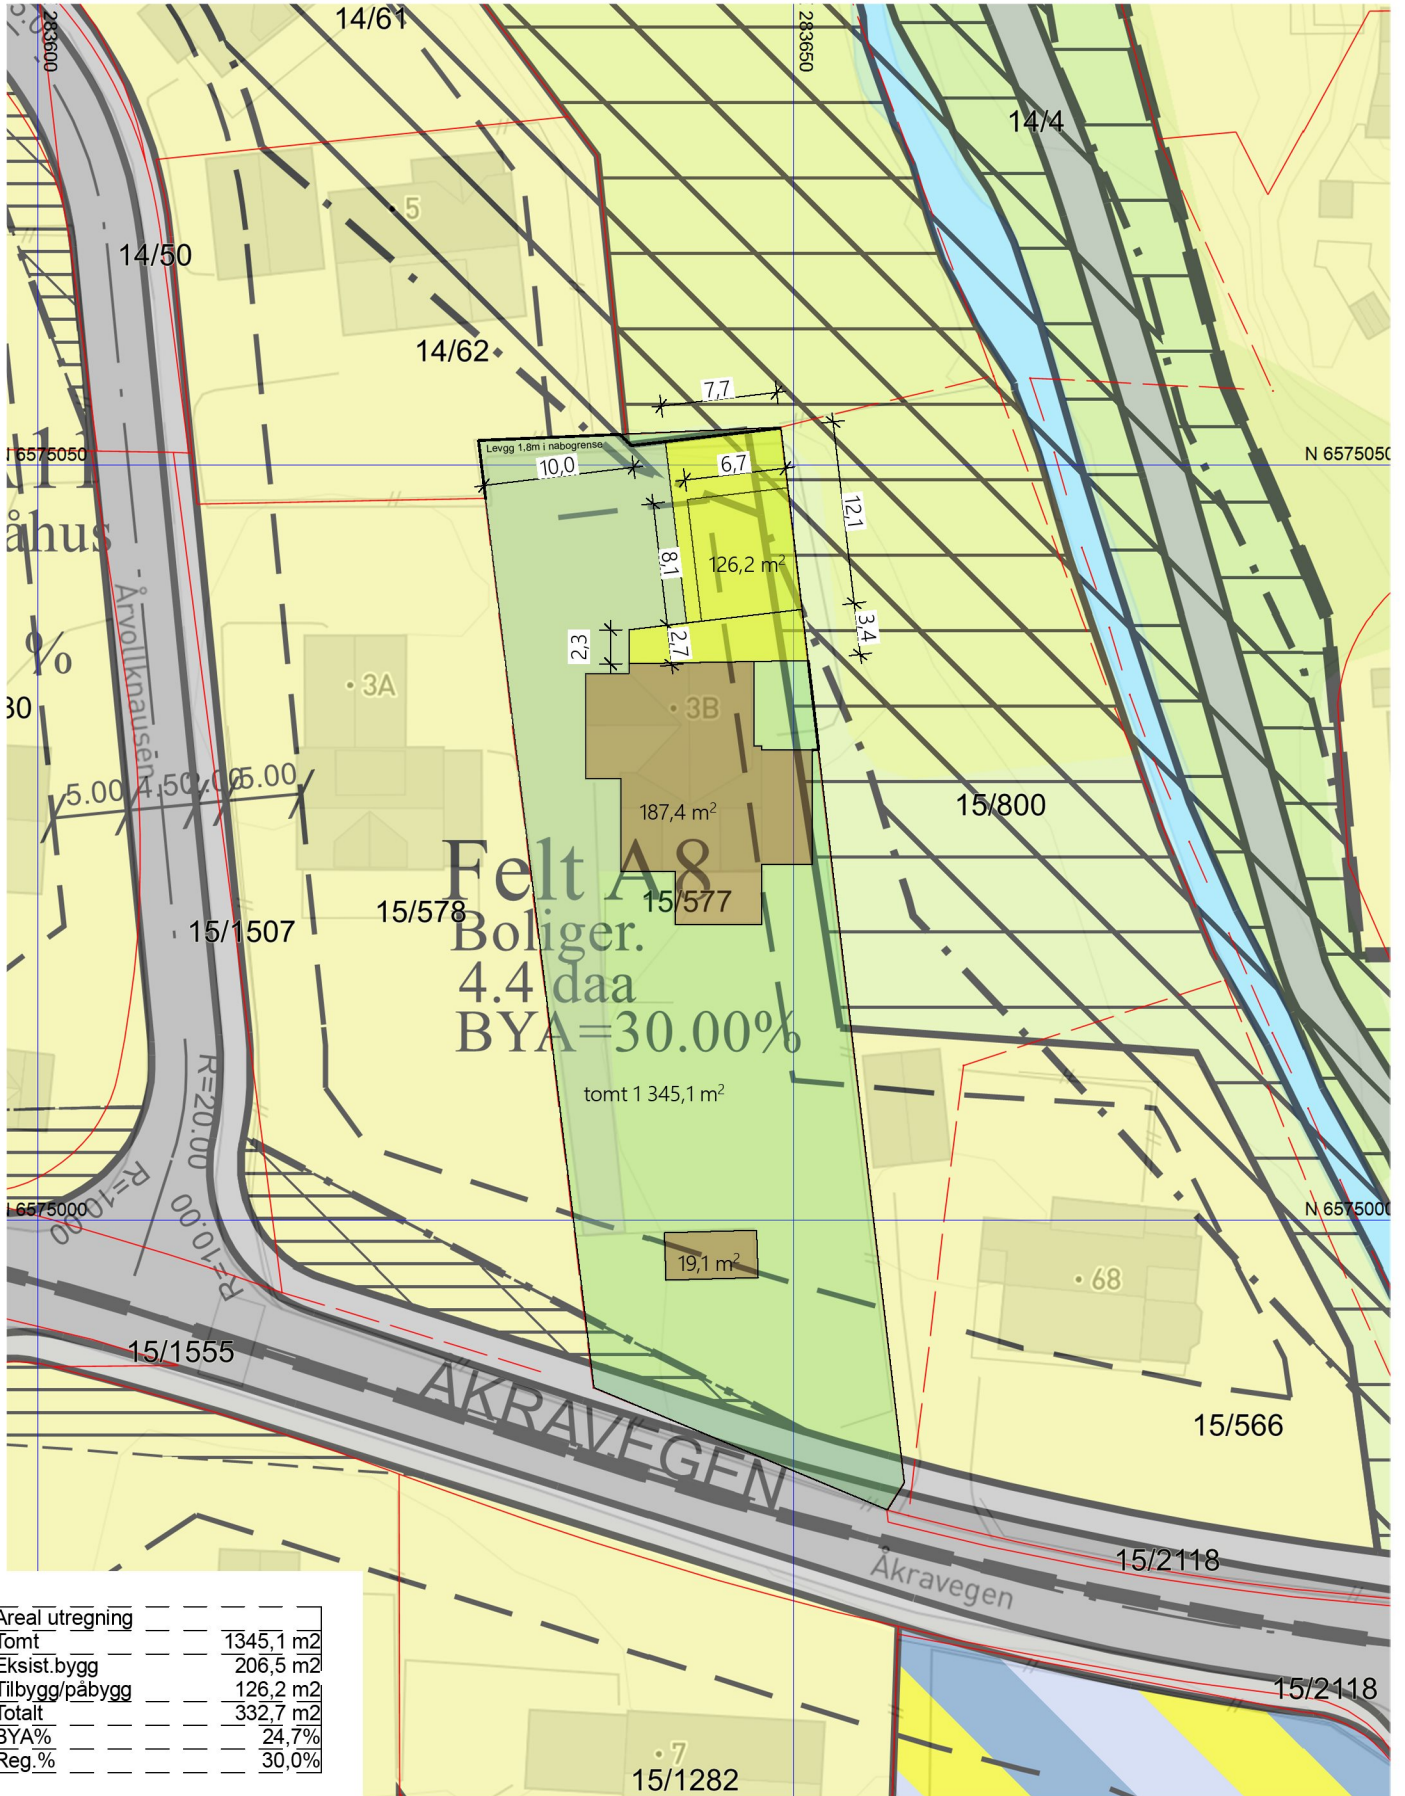 283600
283650
14/61
14/4
5
14/50
14/62
7,7
N 6575050
N 6575050
Levgg 1,8m i nabogrense
10,0
6,7
12,1
8,1
126,2 m²
åhus
Årvollknausen
%
2,3
2,7
3,4
3A
3B
30
5.00
4.50
2.00
5.00
187,4 m²
15/800
Felt A8
15/577
15/578
Boliger.
15/1507
4.4 daa
BYA=30.00%
tomt 1 345,1 m²
R=20.00
R=10.00
R=10.00
6575000
N 6575000
19,1 m²
68
15/1555
ÅKRAVEGEN
15/566
15/2118
Åkravegen
15/2118
7
15/1282
Areal utregning
Tomt 1345,1 m2
Eksist.bygg 206,5 m2
Tilbygg/påbygg 126,2 m2
Totalt 332,7 m2
BYA% 24,7%
Reg.% 30,0%